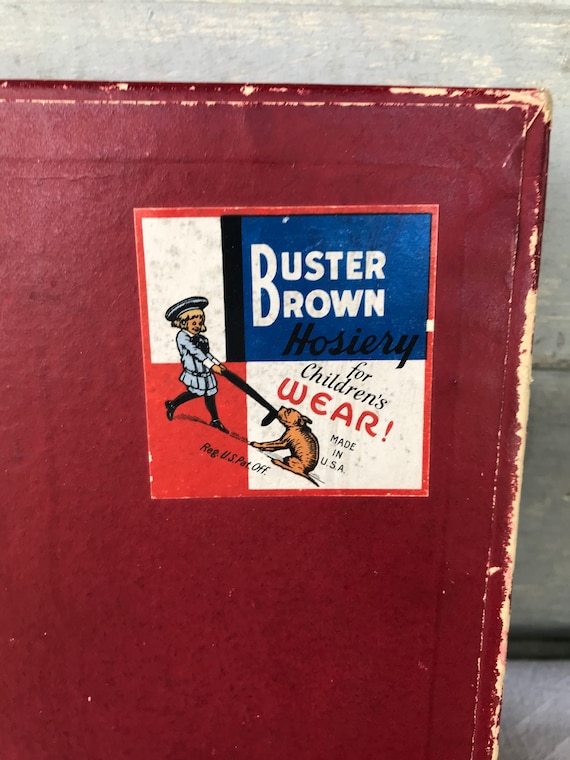 BUSTER
BROWN
Hosiery
for
Children's
WEAR!
MADE
IN
U.S.A.
Reg. U.S. Pat. Off.